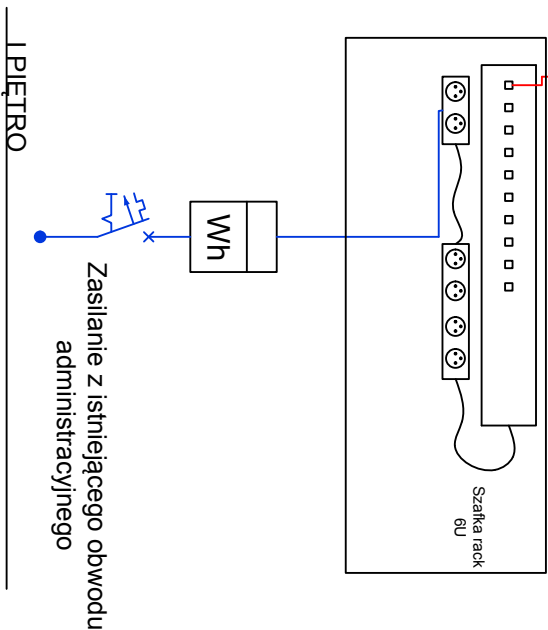 Szafka rack
6U
Wh
Zasilanie z istniejącego obwodu
administracyjnego
I PIĘTRO